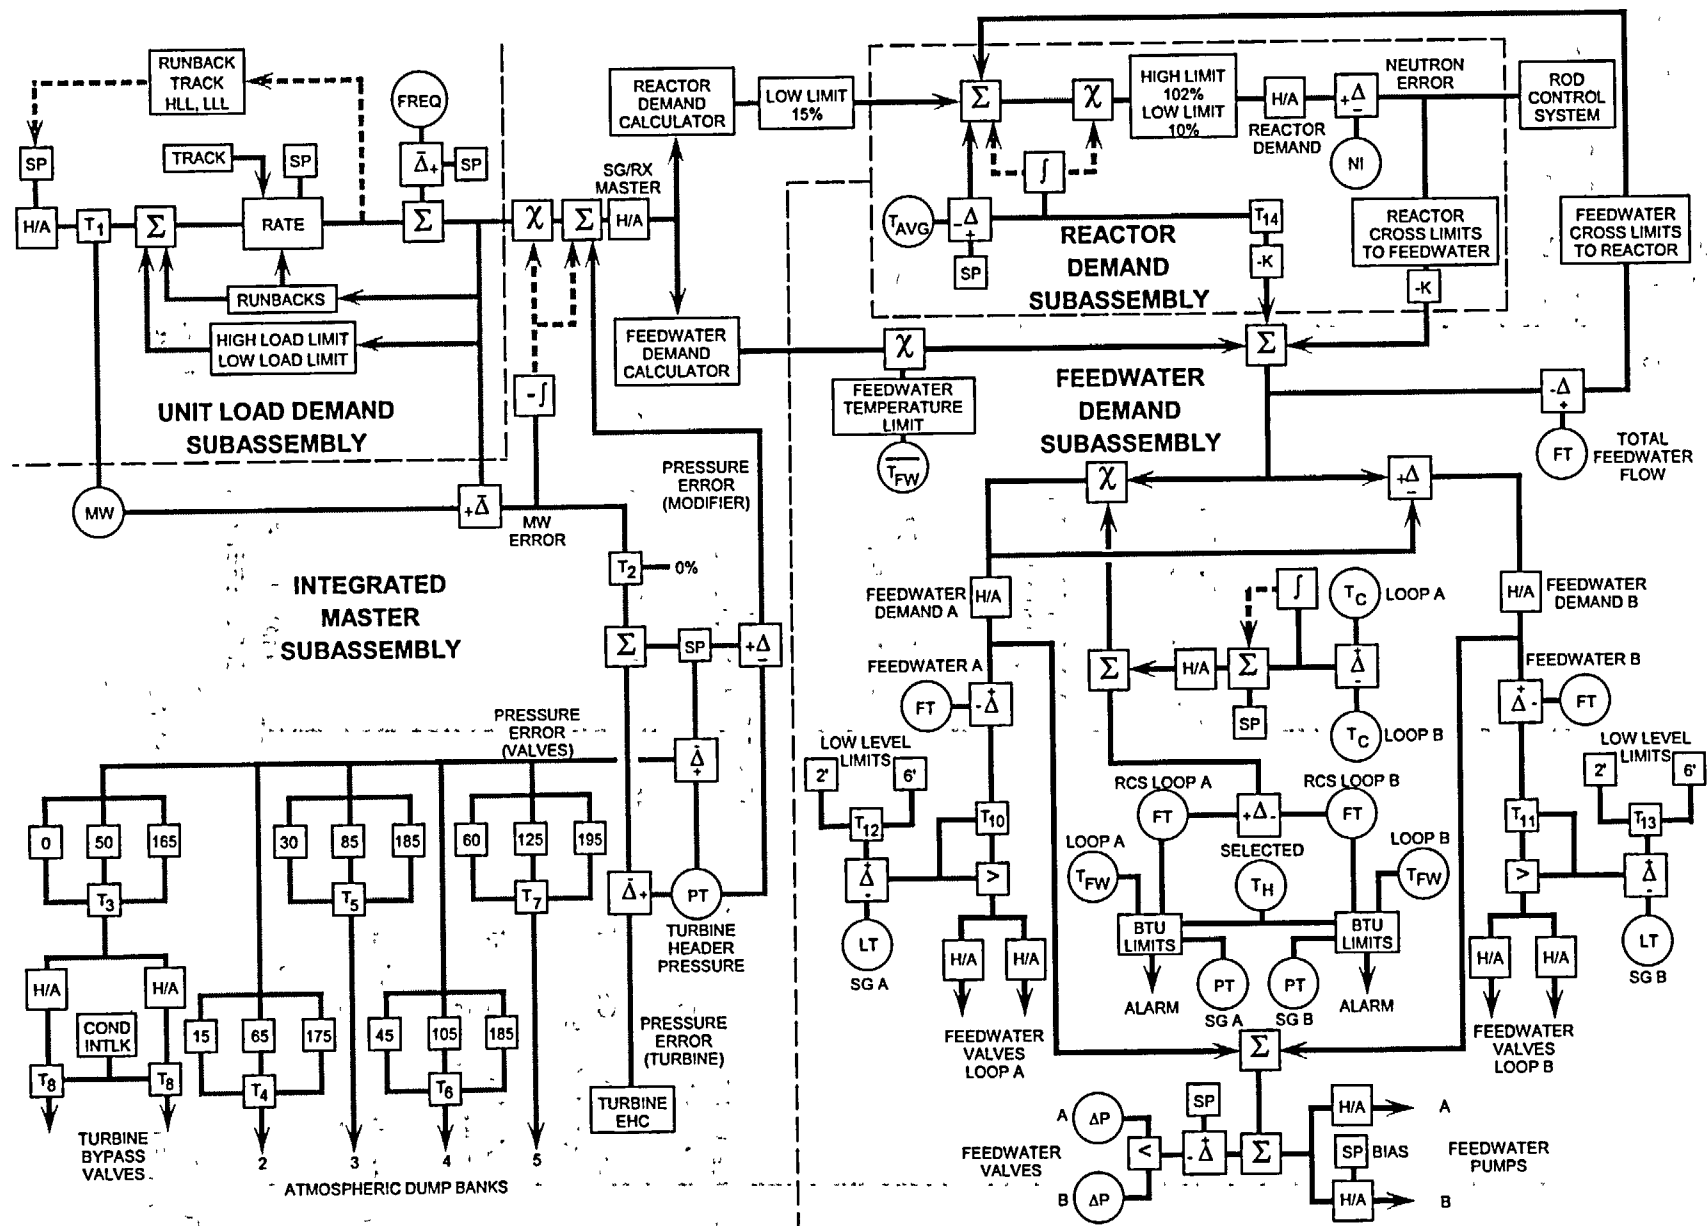 RUNBACK
TRACK
HLL, LLL
FREQ
SP
TRACK
SP
Δ̄+
SP
H/A
T1
Σ
RATE
Σ
RUNBACKS
HIGH LOAD LIMIT
LOW LOAD LIMIT
UNIT LOAD DEMAND
SUBASSEMBLY
MW
+Δ̄
MW
ERROR
χ
Σ
SG/RX
MASTER
H/A
-∫
REACTOR
DEMAND
CALCULATOR
LOW LIMIT
15%
FEEDWATER
DEMAND
CALCULATOR
Σ
χ
HIGH LIMIT
102%
LOW LIMIT
10%
H/A
REACTOR
DEMAND
+Δ-
NEUTRON
ERROR
NI
ROD
CONTROL
SYSTEM
∫
TAVG
-Δ+
SP
T14
-K
REACTOR
DEMAND
SUBASSEMBLY
REACTOR
CROSS LIMITS
TO FEEDWATER
-K
FEEDWATER
CROSS LIMITS
TO REACTOR
χ
FEEDWATER
TEMPERATURE
LIMIT
TFW
Σ
FEEDWATER
DEMAND
SUBASSEMBLY
-Δ+
FT
TOTAL
FEEDWATER
FLOW
χ
+Δ-
PRESSURE
ERROR
(MODIFIER)
T2
0%
INTEGRATED
MASTER
SUBASSEMBLY
Σ
SP
+Δ-
PRESSURE
ERROR
(VALVES)
Δ̄+
0
50
165
T3
30
85
185
T5
60
125
195
T7
Δ̄+
PT
TURBINE
HEADER
PRESSURE
H/A
H/A
COND
INTLK
T8
T8
TURBINE
BYPASS
VALVES
15
65
175
T4
45
105
185
T6
2
3
4
5
ATMOSPHERIC DUMP BANKS
PRESSURE
ERROR
(TURBINE)
TURBINE
EHC
FEEDWATER
DEMAND A
H/A
∫
TC
LOOP A
H/A
FEEDWATER
DEMAND B
Σ
H/A
Σ
SP
+Δ-
TC
LOOP B
FEEDWATER A
FT
-Δ+
FEEDWATER B
+Δ-
FT
LOW LEVEL
LIMITS
2'
6'
T12
+Δ-
LT
SG A
T10
>
H/A
H/A
FEEDWATER
VALVES
LOOP A
RCS LOOP A
FT
+Δ-
RCS LOOP B
FT
SELECTED
TH
LOOP A
TFW
LOOP B
TFW
BTU
LIMITS
BTU
LIMITS
ALARM
PT
SG A
PT
SG B
ALARM
T11
>
LOW LEVEL
LIMITS
2'
6'
T13
+Δ-
LT
SG B
H/A
H/A
FEEDWATER
VALVES
LOOP B
Σ
A
ΔP
FEEDWATER
VALVES
B
ΔP
<
SP
-Δ+
Σ
H/A
A
SP
BIAS
H/A
B
FEEDWATER
PUMPS